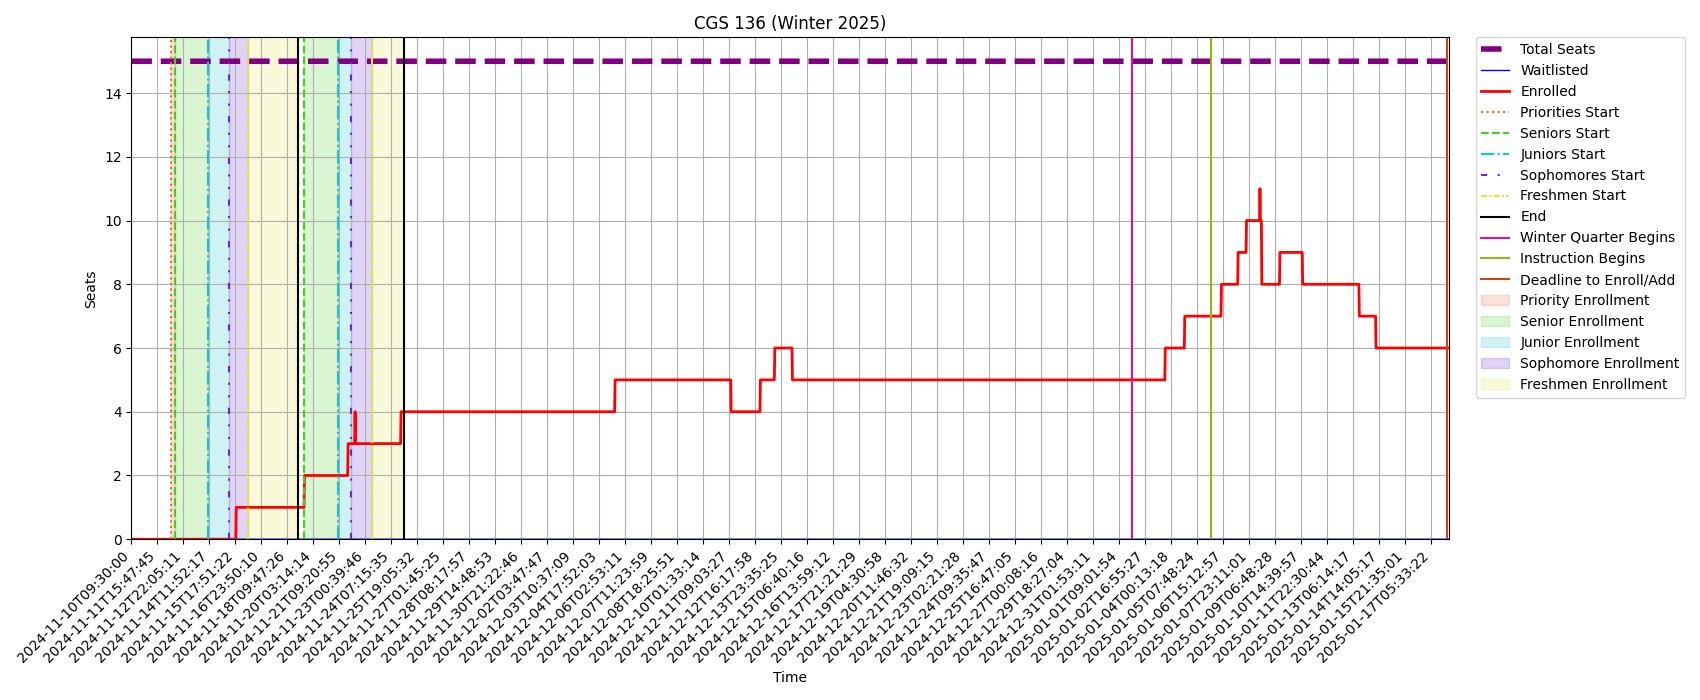 CGS 136 (Winter 2025)
Seats
14
12
10
8
6
4
2
0
2024-11-10T09:30:00
2024-11-11T15:47:45
2024-11-12T22:05:11
2024-11-14T11:52:17
2024-11-15T17:51:22
2024-11-16T23:50:10
2024-11-18T09:47:26
2024-11-20T03:14:14
2024-11-21T09:20:55
2024-11-23T00:39:46
2024-11-24T07:15:35
2024-11-25T19:05:32
2024-11-27T01:45:25
2024-11-28T08:17:57
2024-11-29T14:48:53
2024-11-30T21:22:46
2024-12-02T03:47:47
2024-12-03T10:37:09
2024-12-04T17:52:03
2024-12-06T02:53:11
2024-12-07T11:23:59
2024-12-08T18:25:51
2024-12-10T01:33:14
2024-12-11T09:03:27
2024-12-12T16:17:58
2024-12-13T23:35:25
2024-12-15T06:40:16
2024-12-16T13:59:12
2024-12-17T21:21:29
2024-12-19T04:30:58
2024-12-20T11:46:32
2024-12-21T19:09:15
2024-12-23T02:21:28
2024-12-24T09:35:47
2024-12-25T16:47:05
2024-12-27T00:08:16
2024-12-29T18:27:04
2024-12-31T01:53:11
2025-01-01T09:01:54
2025-01-02T16:55:27
2025-01-04T00:13:18
2025-01-05T07:48:24
2025-01-06T15:12:57
2025-01-07T23:11:01
2025-01-09T06:48:28
2025-01-10T14:39:57
2025-01-11T22:30:44
2025-01-13T06:14:17
2025-01-14T14:05:17
2025-01-15T21:35:01
2025-01-17T05:33:22
Time
Total Seats
Waitlisted
Enrolled
Priorities Start
Seniors Start
Juniors Start
Sophomores Start
Freshmen Start
End
Winter Quarter Begins
Instruction Begins
Deadline to Enroll/Add
Priority Enrollment
Senior Enrollment
Junior Enrollment
Sophomore Enrollment
Freshmen Enrollment